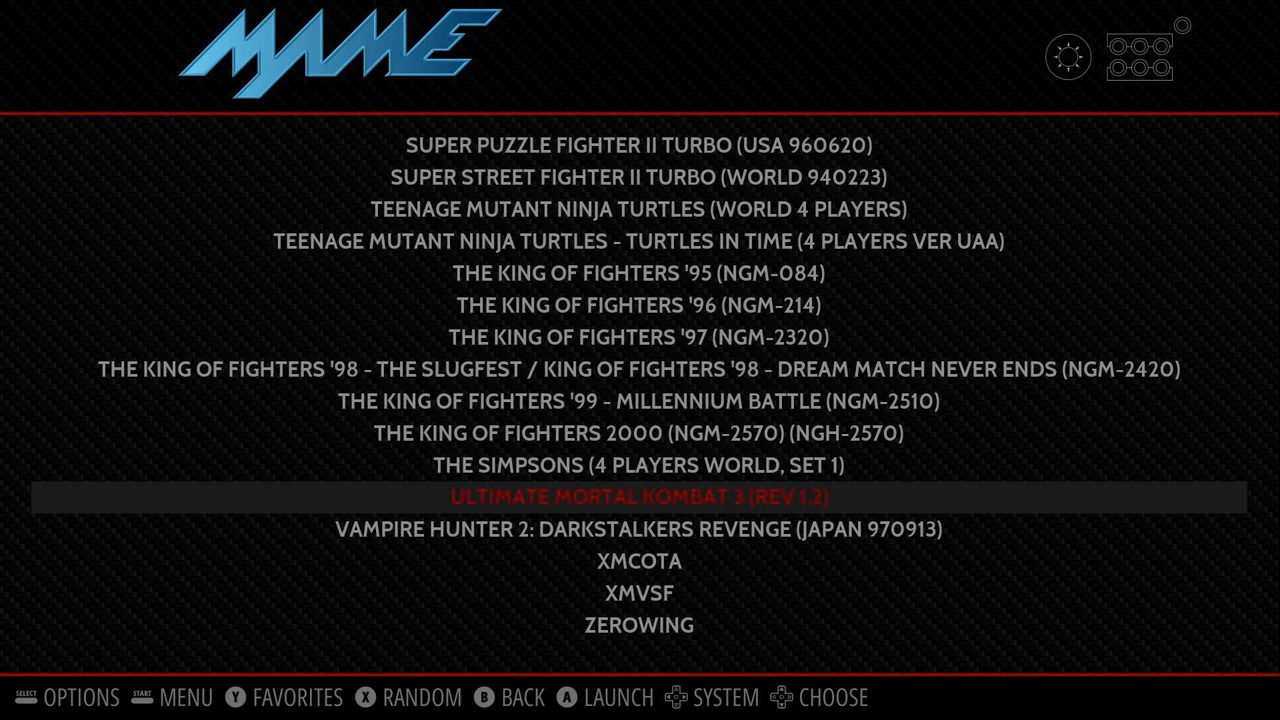 MAME
SUPER PUZZLE FIGHTER II TURBO (USA 960620)
SUPER STREET FIGHTER II TURBO (WORLD 940223)
TEENAGE MUTANT NINJA TURTLES (WORLD 4 PLAYERS)
TEENAGE MUTANT NINJA TURTLES - TURTLES IN TIME (4 PLAYERS VER UAA)
THE KING OF FIGHTERS '95 (NGM-084)
THE KING OF FIGHTERS '96 (NGM-214)
THE KING OF FIGHTERS '97 (NGM-2320)
THE KING OF FIGHTERS '98 - THE SLUGFEST / KING OF FIGHTERS '98 - DREAM MATCH NEVER ENDS (NGM-2420)
THE KING OF FIGHTERS '99 - MILLENNIUM BATTLE (NGM-2510)
THE KING OF FIGHTERS 2000 (NGM-2570) (NGH-2570)
THE SIMPSONS (4 PLAYERS WORLD, SET 1)
ULTIMATE MORTAL KOMBAT 3 (REV 1.2)
VAMPIRE HUNTER 2: DARKSTALKERS REVENGE (JAPAN 970913)
XMCOTA
XMVSF
ZEROWING
SELECT OPTIONS START MENU Y FAVORITES X RANDOM B BACK A LAUNCH SYSTEM CHOOSE